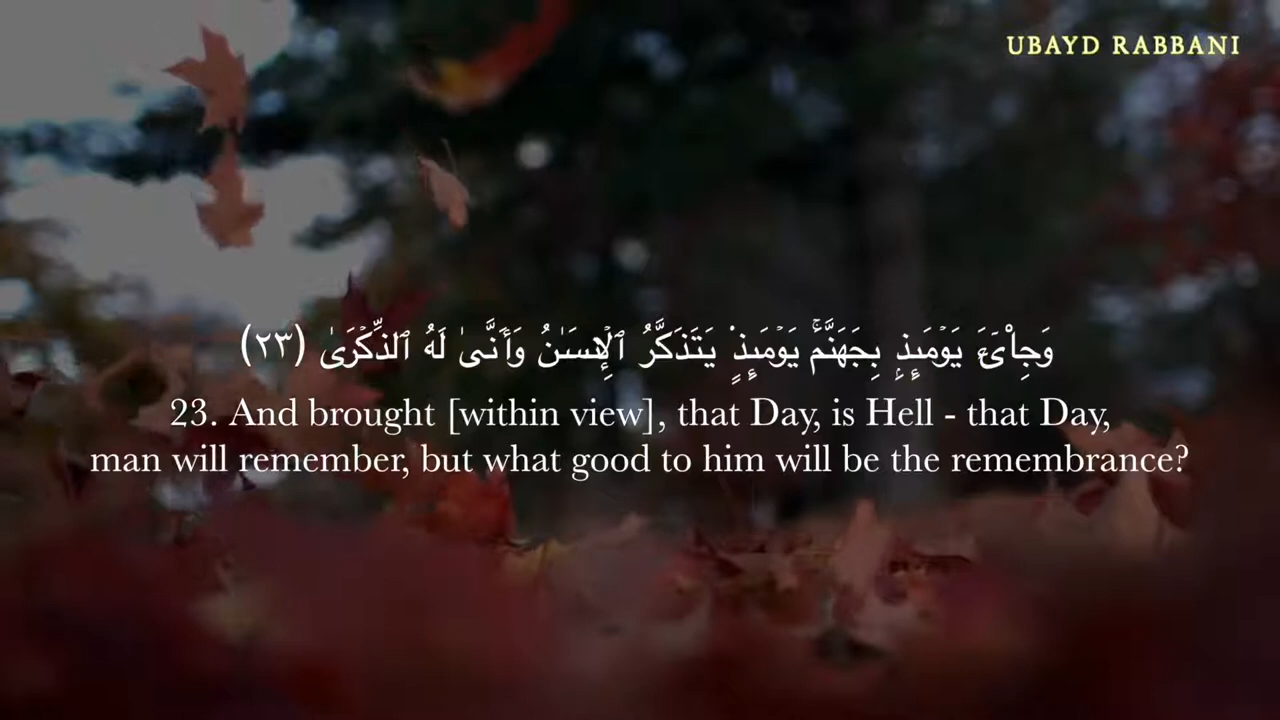 UBAYD RABBANI
وَجِا۟ىٓءَ يَوْمَئِذٍۭ بِجَهَنَّمَ ۚ يَوْمَئِذٍ يَتَذَكَّرُ ٱلْإِنسَٰنُ وَأَنَّىٰ لَهُ ٱلذِّكْرَىٰ (٢٣)
23. And brought [within view], that Day, is Hell - that Day,
man will remember, but what good to him will be the remembrance?